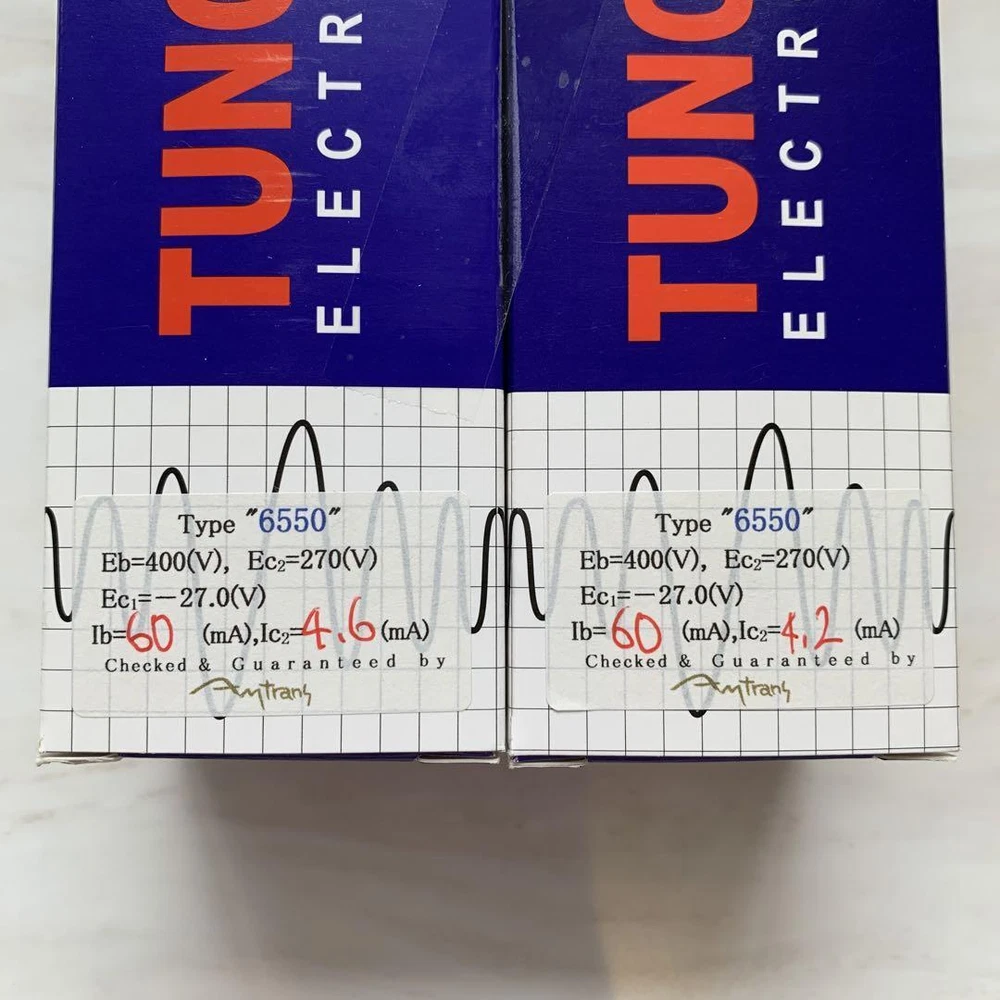 TUNG
ELECTR
Type "6550"
Eb=400(V), Ec₂=270(V)
Ec₁=−27.0(V)
Ib=60 (mA),Ic₂=4.6(mA)
Checked & Guaranteed by
Amtrans
TUNG
ELECTR
Type "6550"
Eb=400(V), Ec₂=270(V)
Ec₁=−27.0(V)
Ib=60 (mA),Ic₂=4.2 (mA)
Checked & Guaranteed by
Amtrans